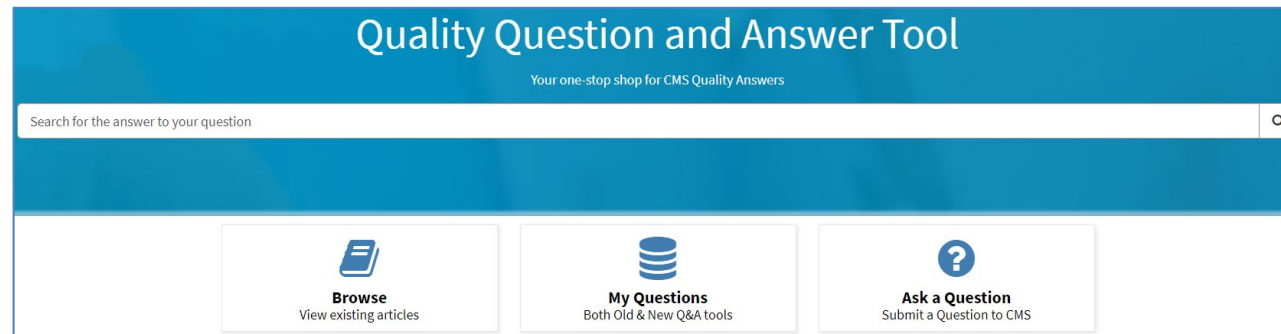 Quality Question and Answer Tool
Your one-stop shop for CMS Quality Answers
Search for the answer to your question
Browse
View existing articles
My Questions
Both Old & New Q&A tools
Ask a Question
Submit a Question to CMS